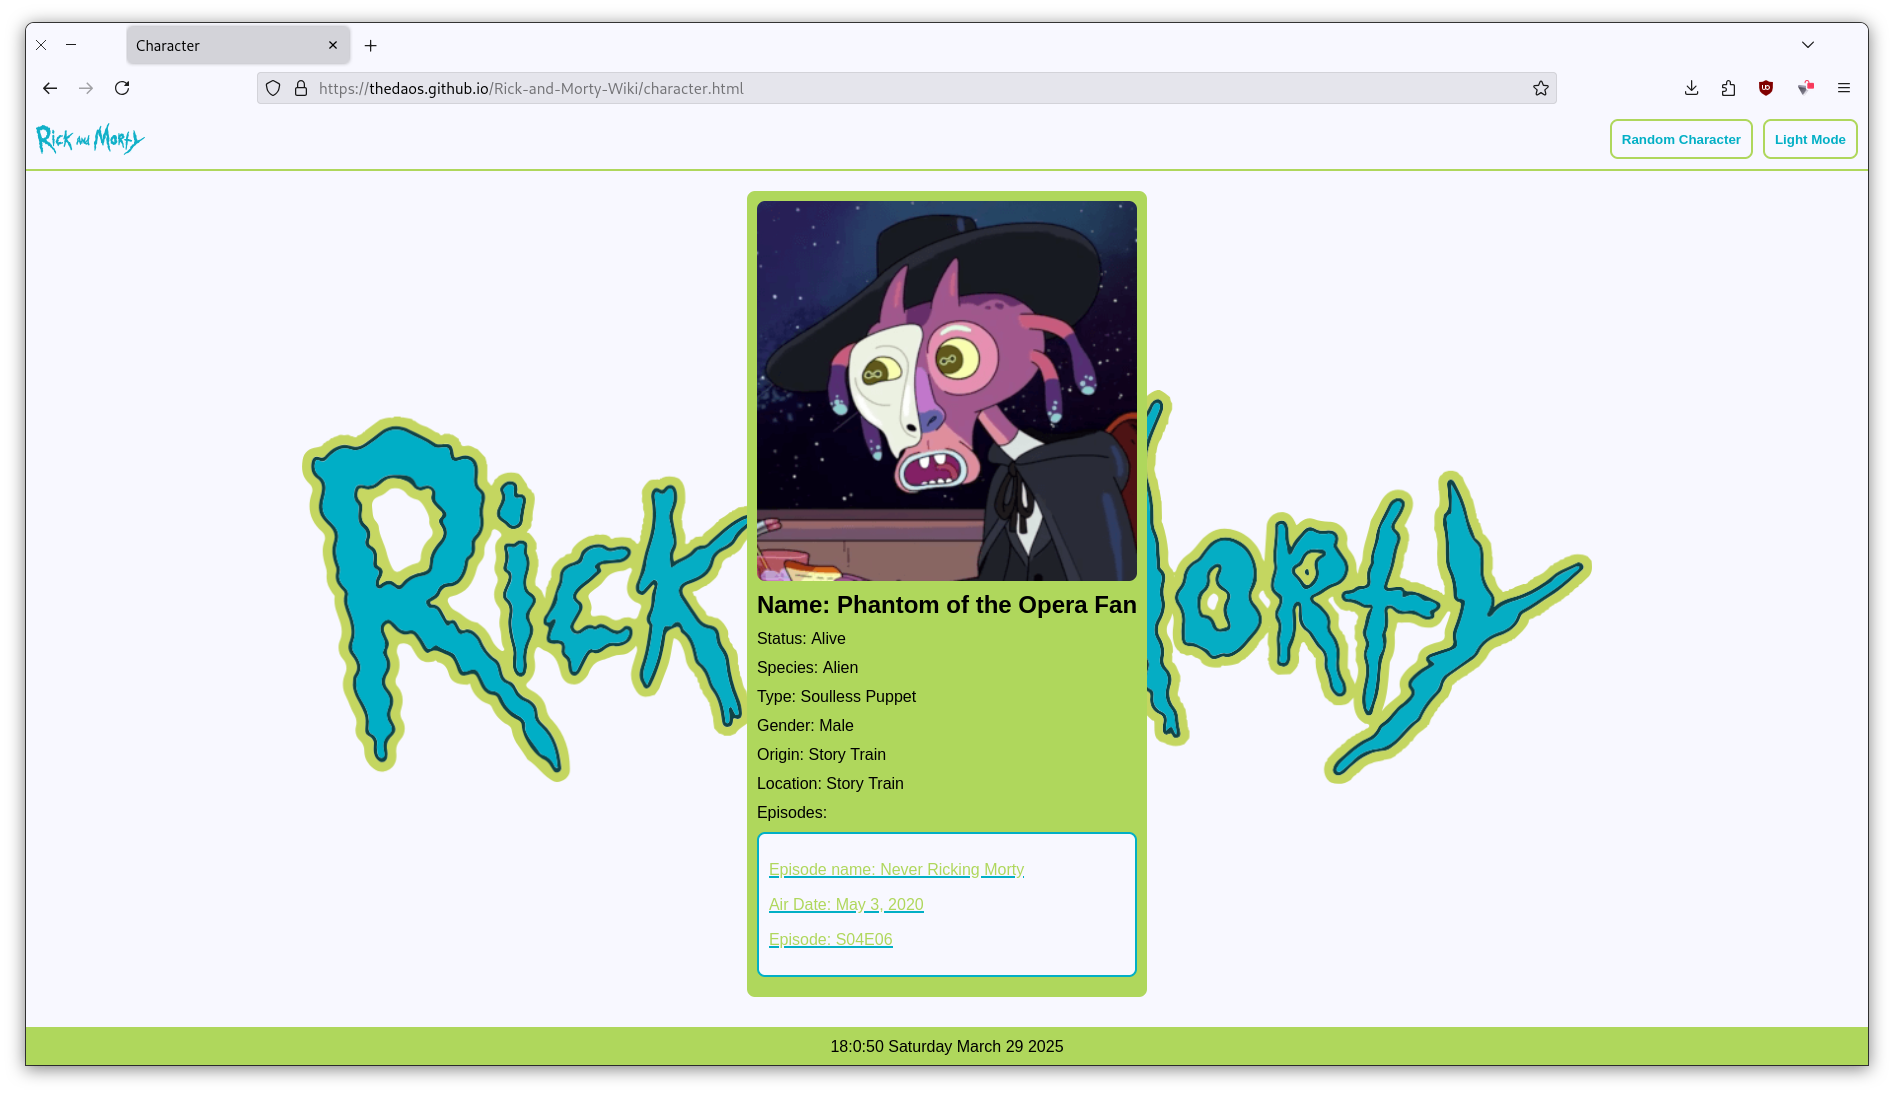 Character
https://thedaos.github.io/Rick-and-Morty-Wiki/character.html
Rick and Morty
Random Character
Light Mode
Rick
orty
Name: Phantom of the Opera Fan
Status: Alive
Species: Alien
Type: Soulless Puppet
Gender: Male
Origin: Story Train
Location: Story Train
Episodes:
Episode name: Never Ricking Morty
Air Date: May 3, 2020
Episode: S04E06
18:0:50 Saturday March 29 2025